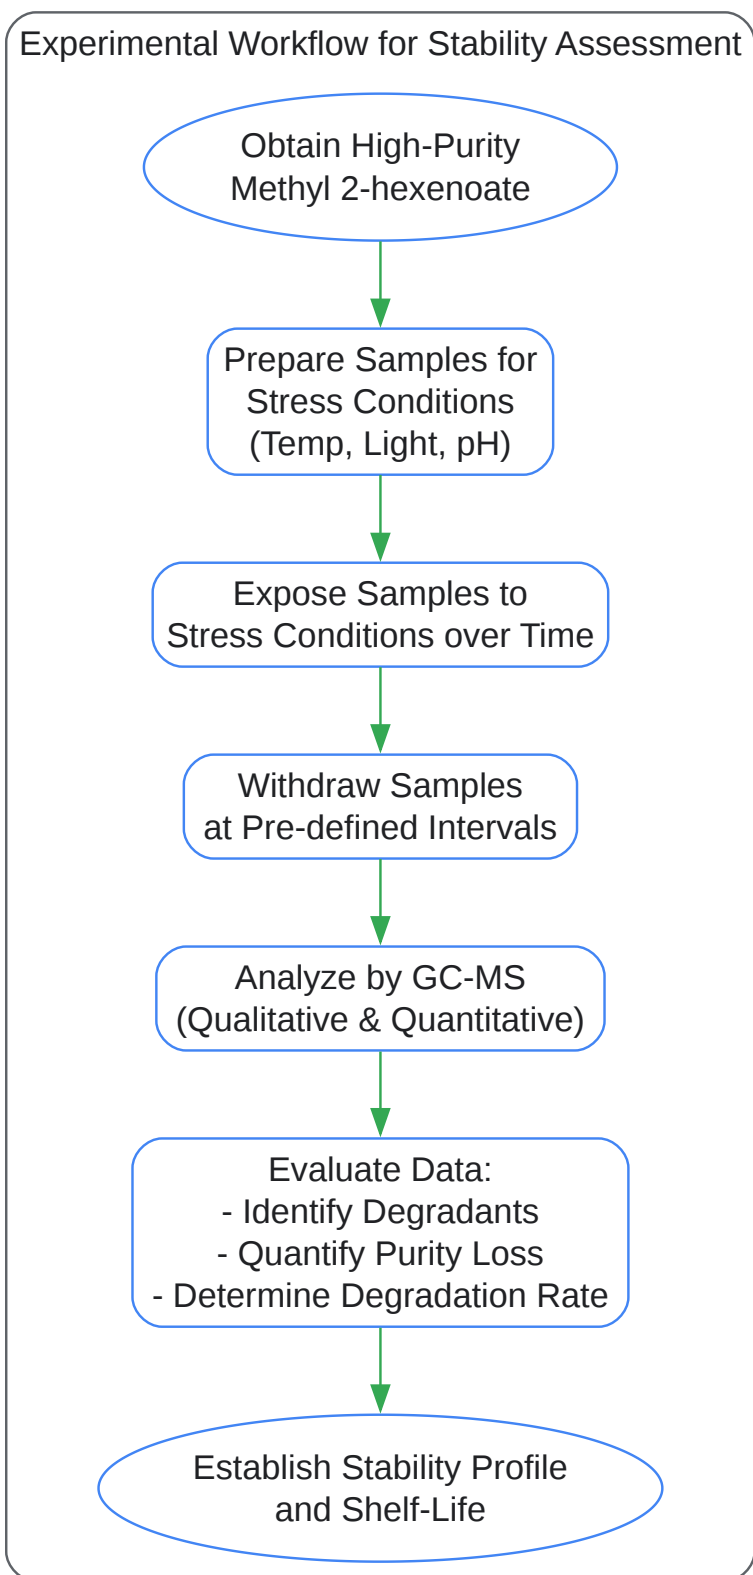 Experimental Workflow for Stability Assessment
Obtain High-Purity
Methyl 2-hexenoate
Prepare Samples for
Stress Conditions
(Temp, Light, pH)
Expose Samples to
Stress Conditions over Time
Withdraw Samples
at Pre-defined Intervals
Analyze by GC-MS
(Qualitative & Quantitative)
Evaluate Data:
- Identify Degradants
- Quantify Purity Loss
- Determine Degradation Rate
Establish Stability Profile
and Shelf-Life